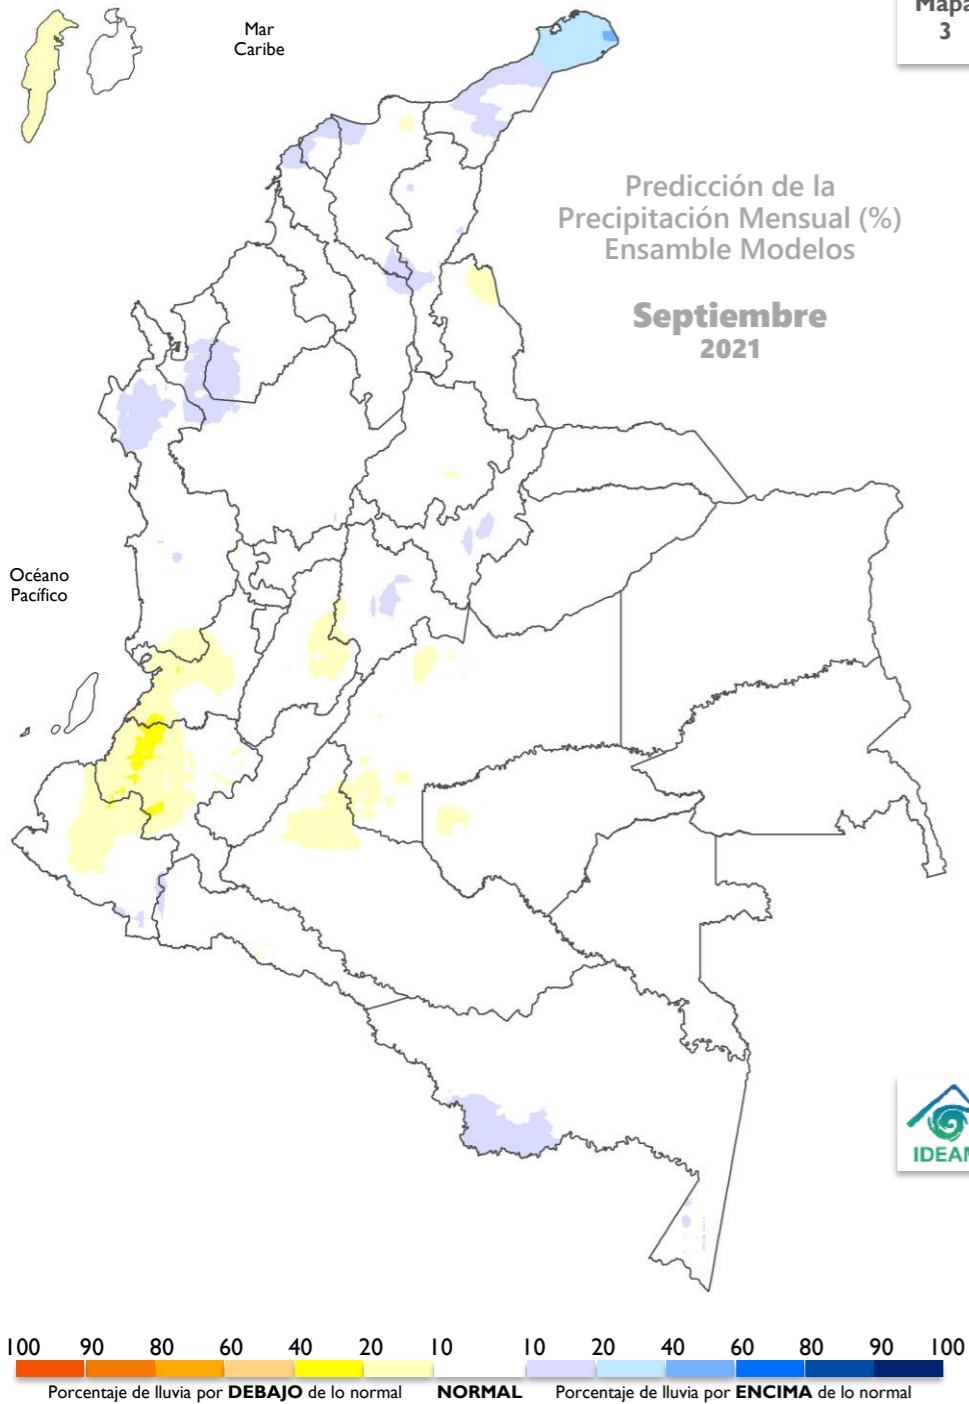 Mar
Caribe
Mapa
3
Predicción de la
Precipitación Mensual (%)
Ensamble Modelos
Septiembre
2021
Océano
Pacífico
IDEAM
100 90 80 60 40 20 10 10 20 40 60 80 90 100
Porcentaje de lluvia por DEBAJO de lo normal NORMAL Porcentaje de lluvia por ENCIMA de lo normal